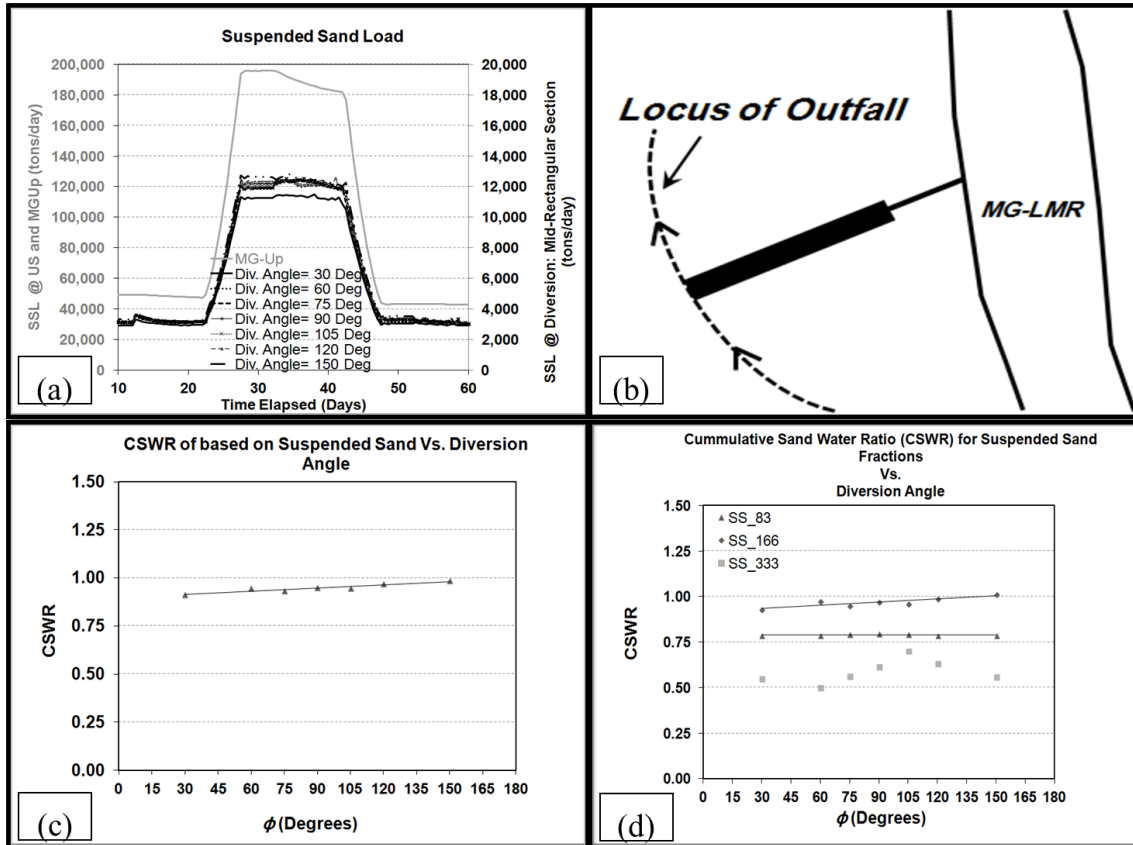 Suspended Sand Load
200,000
180,000
160,000
140,000
120,000
100,000
80,000
60,000
40,000
20,000
0
SSL @ US and MGUp (tons/day)
20,000
18,000
16,000
14,000
12,000
10,000
8,000
6,000
4,000
2,000
0
SSL @ Diversion: Mid-Rectangular Section
(tons/day)
MG-Up
Div. Angle= 30 Deg
Div. Angle= 60 Deg
Div. Angle= 75 Deg
Div. Angle= 90 Deg
Div. Angle= 105 Deg
Div. Angle= 120 Deg
Div. Angle= 150 Deg
10 20 30 40 50 60
Time Elapsed (Days)
(a)
Locus of Outfall
MG-LMR
(b)
CSWR of based on Suspended Sand Vs. Diversion
Angle
1.50
1.25
1.00
0.75
0.50
0.25
0.00
CSWR
0 15 30 45 60 75 90 105 120 135 150 165 180
ϕ (Degrees)
(c)
Cummulative Sand Water Ratio (CSWR) for Suspended Sand
Fractions
Vs.
Diversion Angle
1.50
1.25
1.00
0.75
0.50
0.25
0.00
CSWR
SS_83
SS_166
SS_333
0 15 30 45 60 75 90 105 120 135 150 165 180
ϕ (Degrees)
(d)